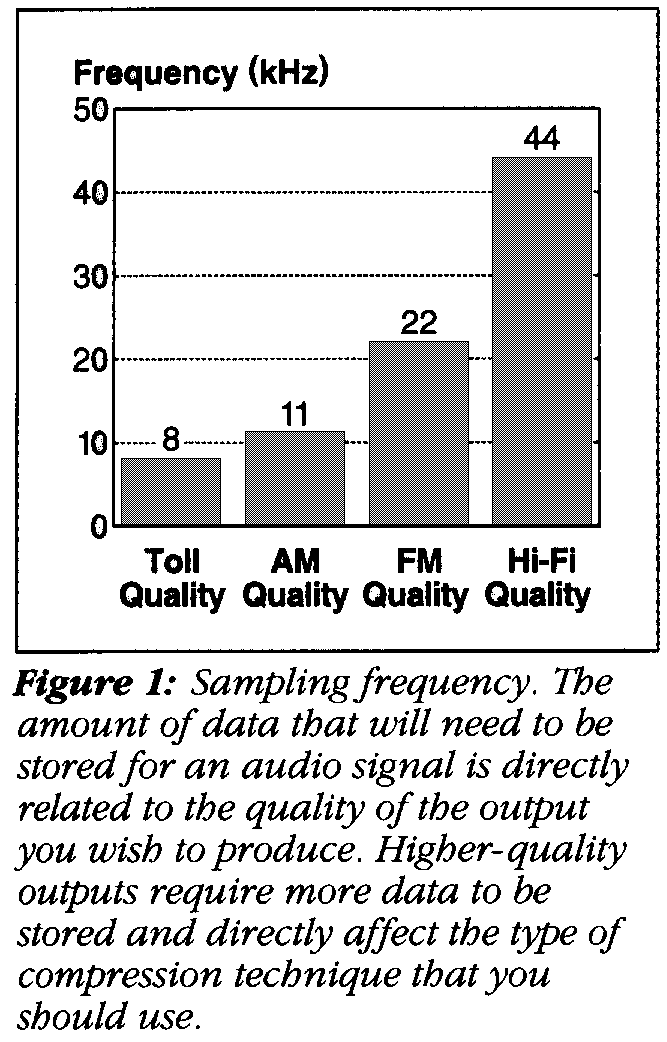 Frequency (kHz)
50
40
30
20
10
0
8
11
22
44
Toll Quality
AM Quality
FM Quality
Hi-Fi Quality
Figure 1: Sampling frequency. The
amount of data that will need to be
stored for an audio signal is directly
related to the quality of the output
you wish to produce. Higher-quality
outputs require more data to be
stored and directly affect the type of
compression technique that you
should use.